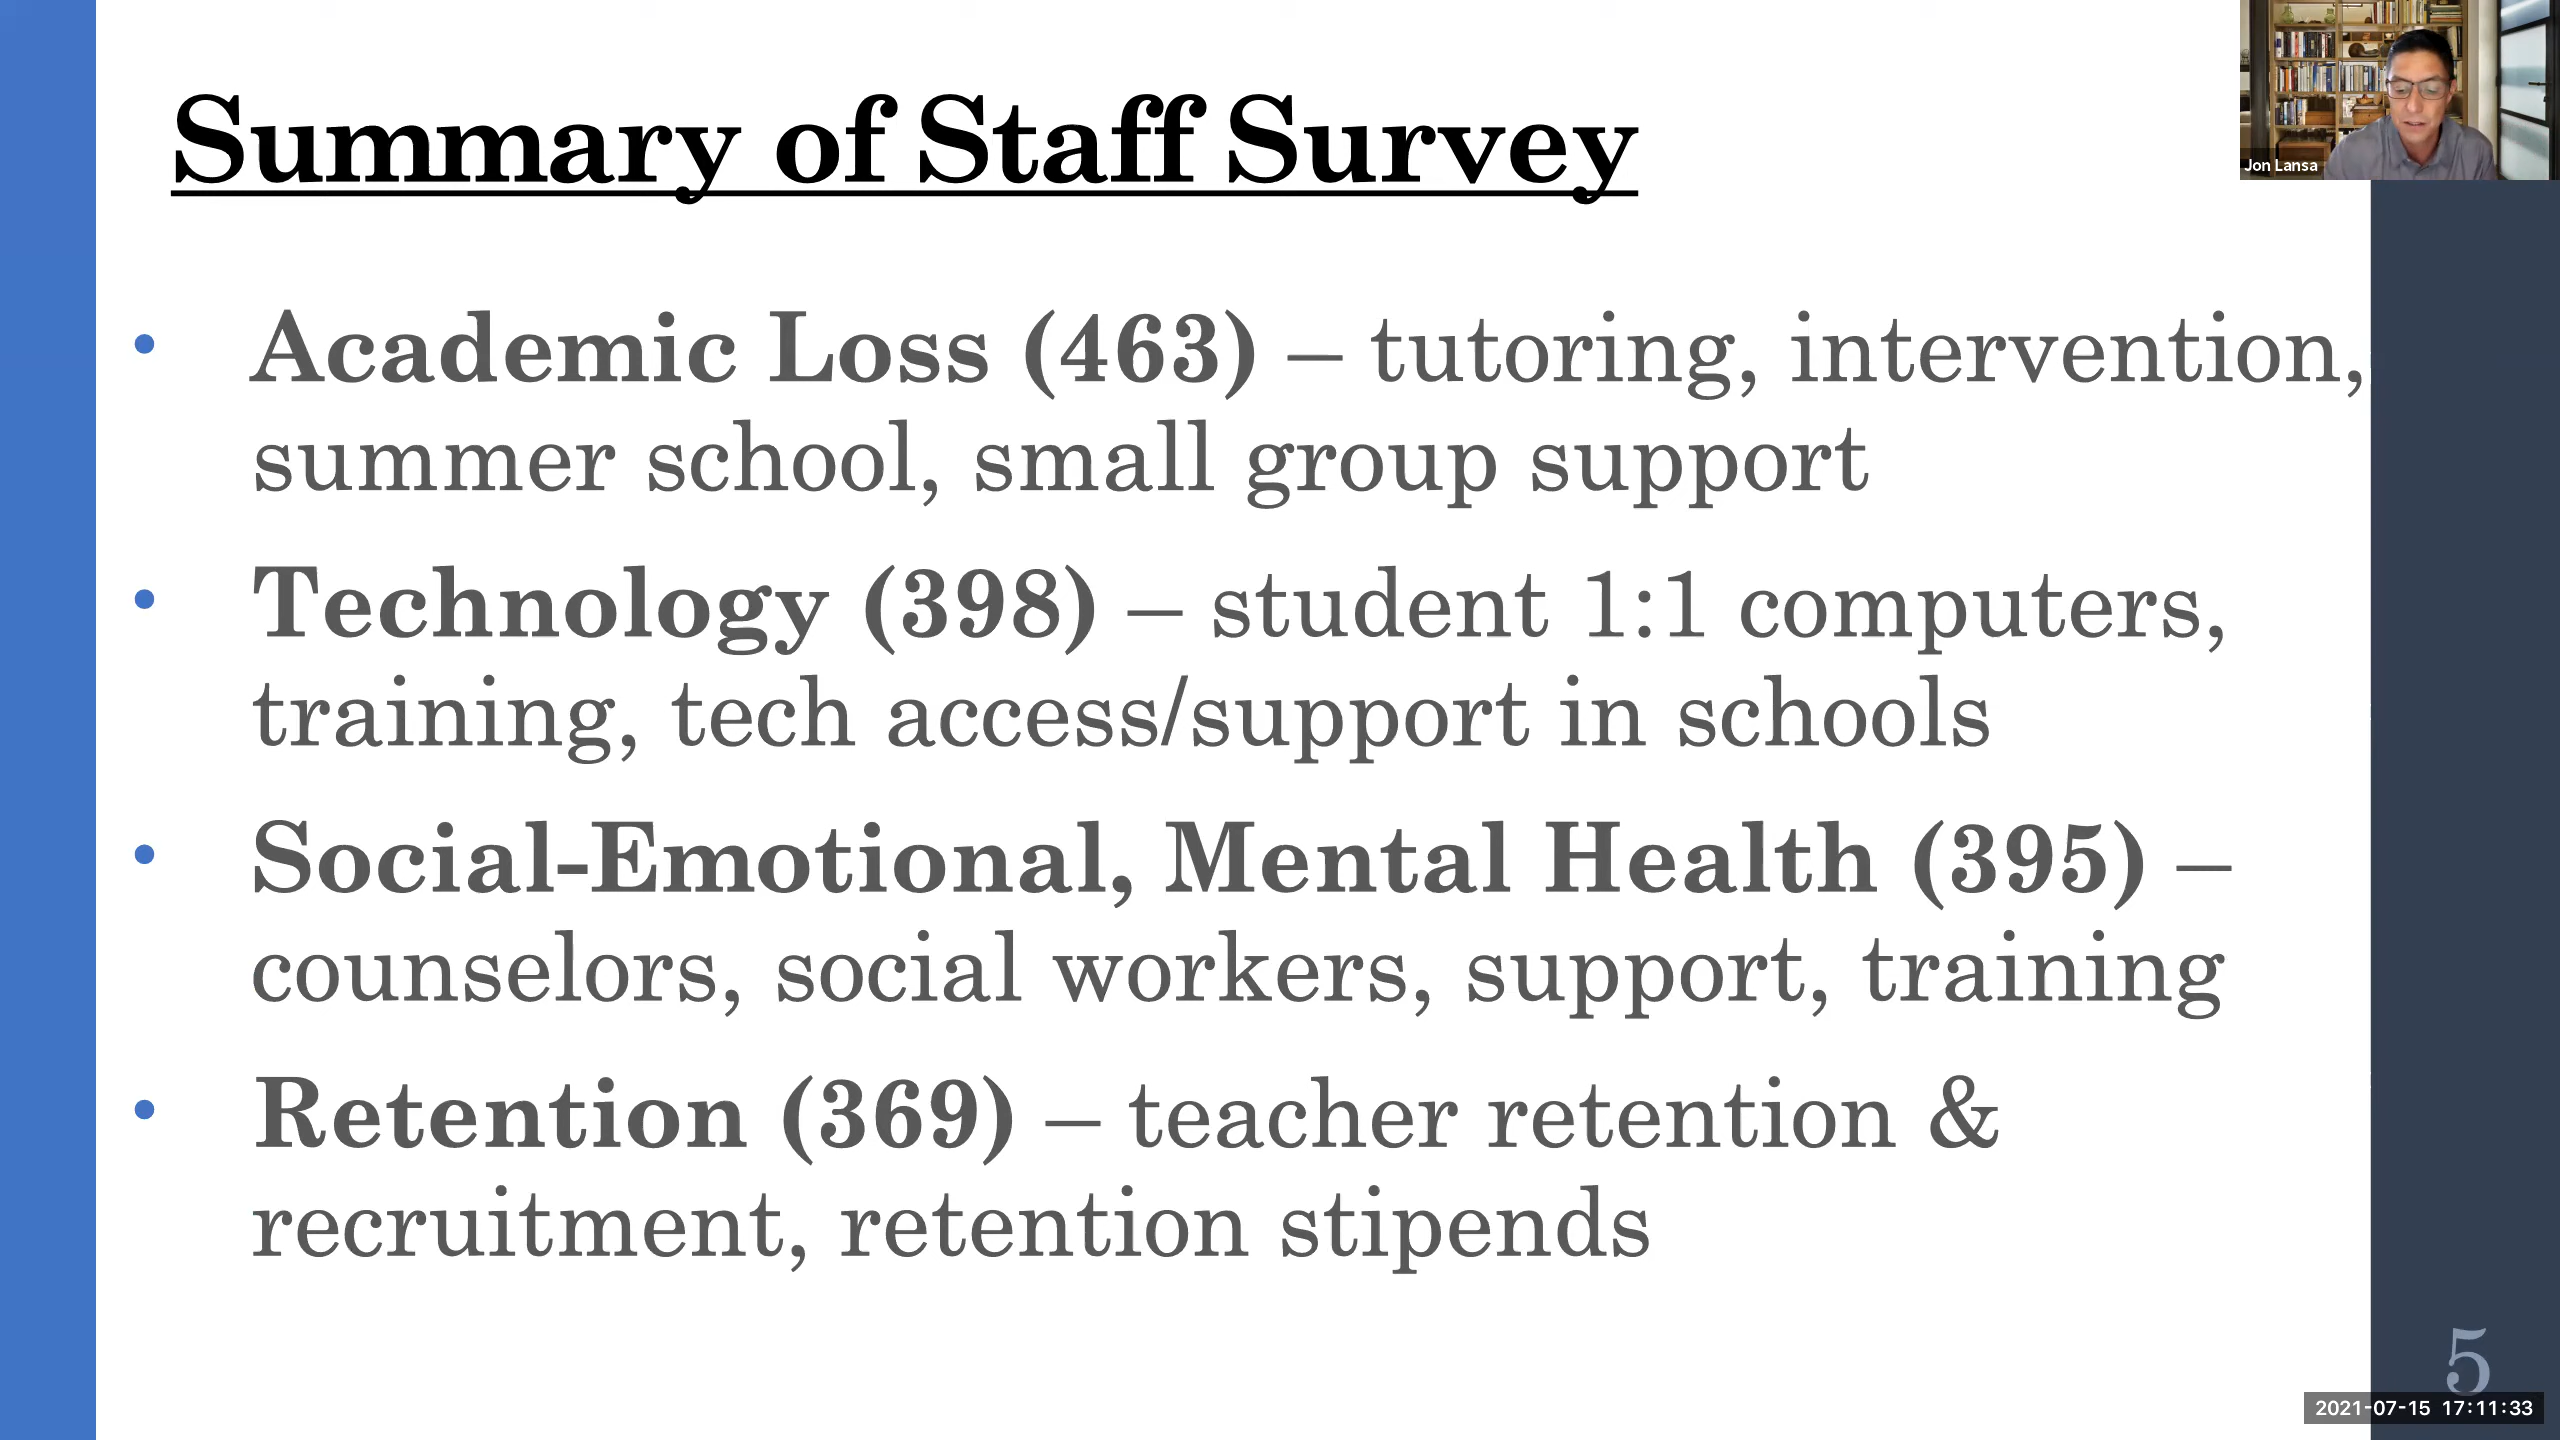 Summary of Staff Survey
Jon Lansa
• Academic Loss (463) – tutoring, intervention,
summer school, small group support
• Technology (398) – student 1:1 computers,
training, tech access/support in schools
• Social-Emotional, Mental Health (395) –
counselors, social workers, support, training
• Retention (369) – teacher retention &
recruitment, retention stipends
5
2021-07-15 17:11:33